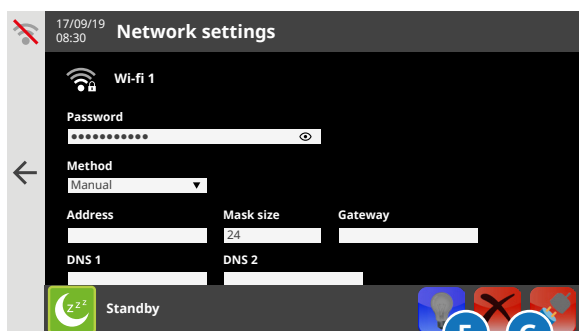 17/09/19
08:30
Network settings
Wi-fi 1
Password
•••••••••••
Method
Manual
Address Mask size Gateway
24
DNS 1 DNS 2
zzz
Standby